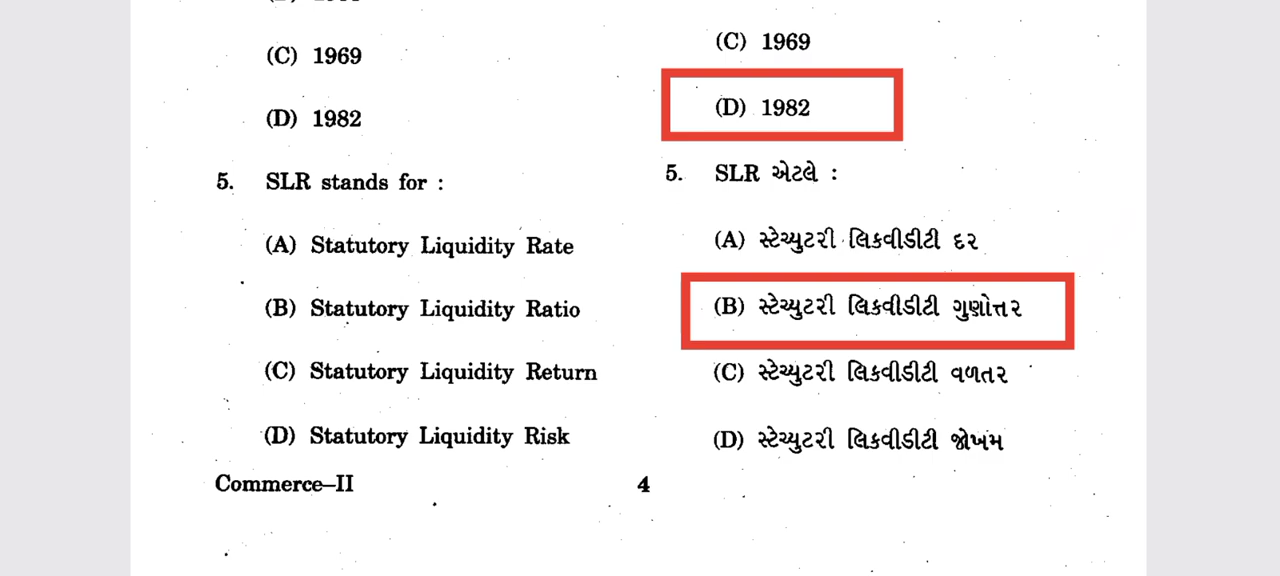 (C) 1969
(D) 1982
5. SLR stands for :
(A) Statutory Liquidity Rate
(B) Statutory Liquidity Ratio
(C) Statutory Liquidity Return
(D) Statutory Liquidity Risk
(C) 1969
(D) 1982
5. SLR એટલે :
(A) સ્ટેચ્યુટરી લિકવીડીટી દર
(B) સ્ટેચ્યુટરી લિકવીડીટી ગુણોત્તર
(C) સ્ટેચ્યુટરી લિકવીડીટી વળતર
(D) સ્ટેચ્યુટરી લિકવીડીટી જોખમ
Commerce–II 4